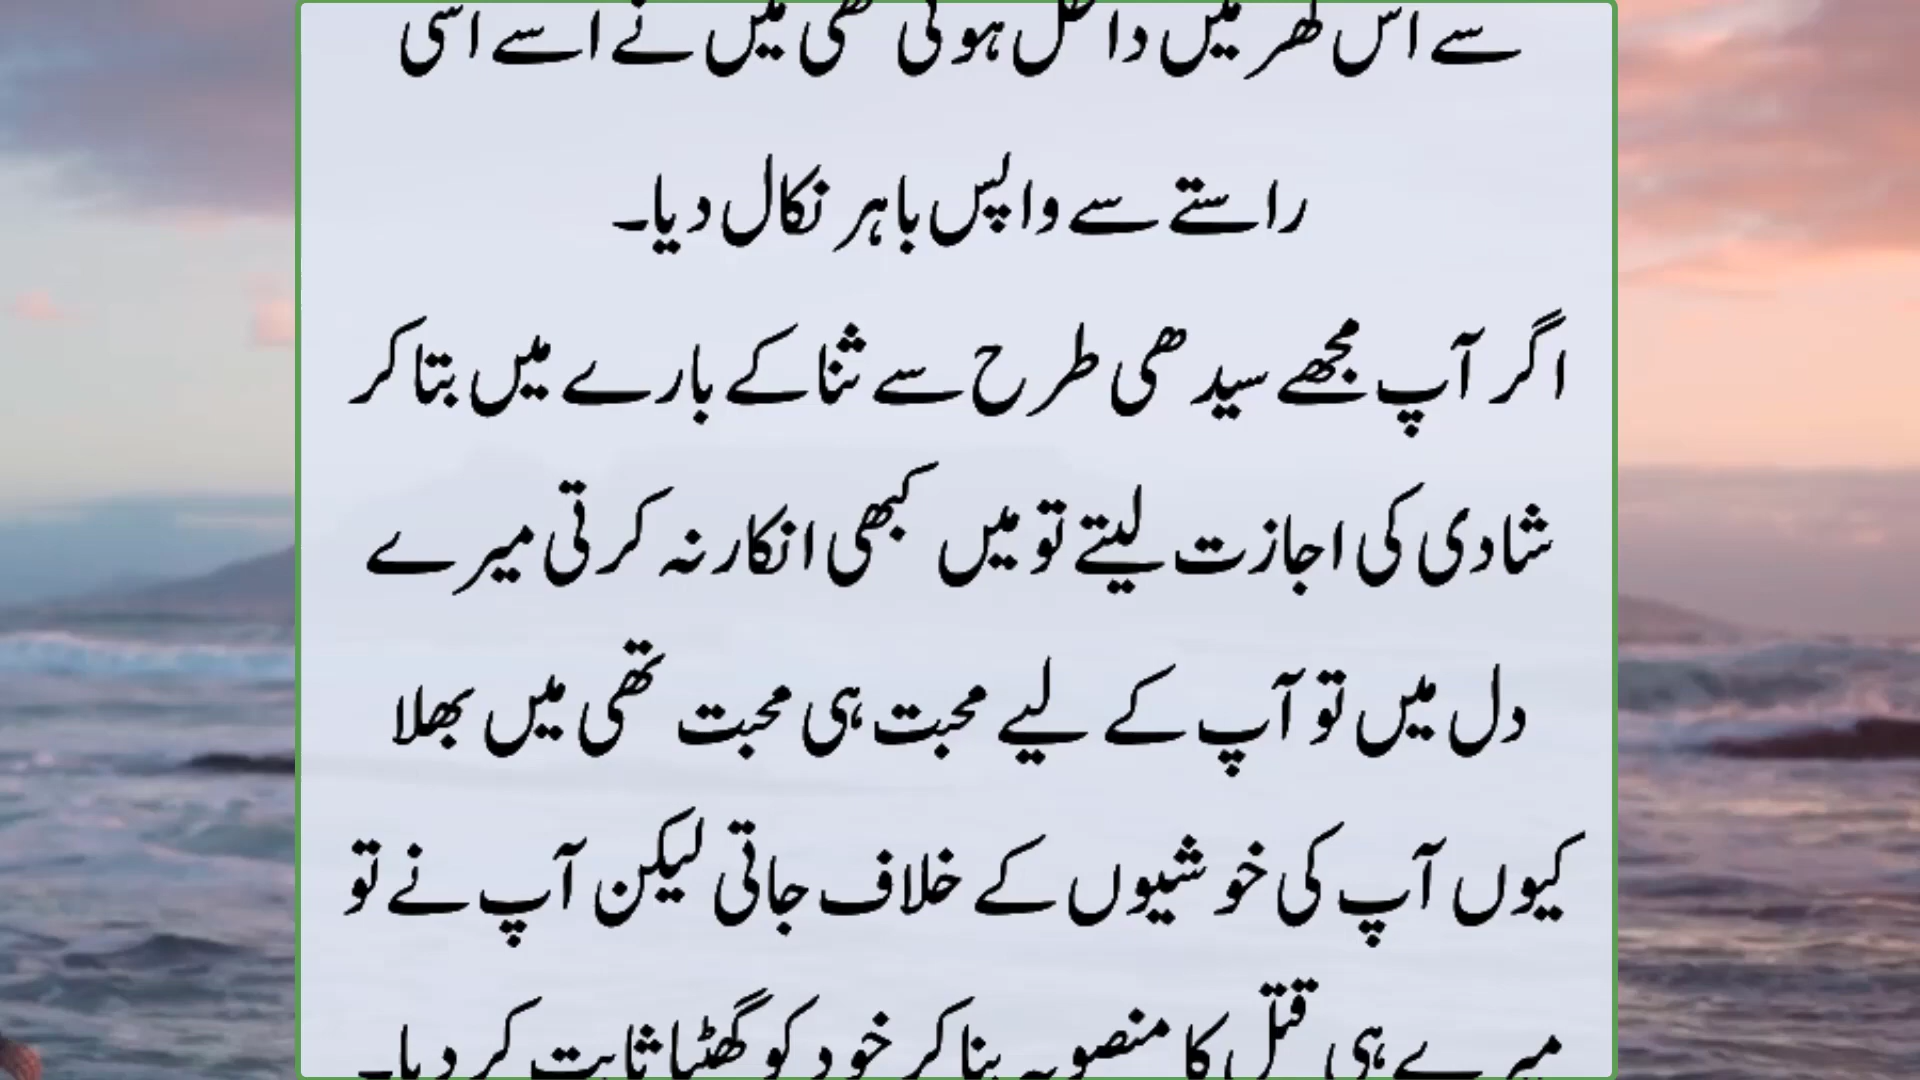 سے اس گھر میں داخل ہوئی تھی میں نے اسے اسی
راستے سے واپس باہر نکال دیا۔
اگر آپ مجھے سیدھی طرح سے ثنا کے بارے میں بتا کر
شادی کی اجازت لیتے تو میں کبھی انکار نہ کرتی میرے
دل میں تو آپ کے لیے محبت ہی محبت تھی میں بھلا
کیوں آپ کی خوشیوں کے خلاف جاتی لیکن آپ نے تو
میرے ہی قتل کا منصوبہ بنا کر خود کو گھٹیا ثابت کر دیا۔